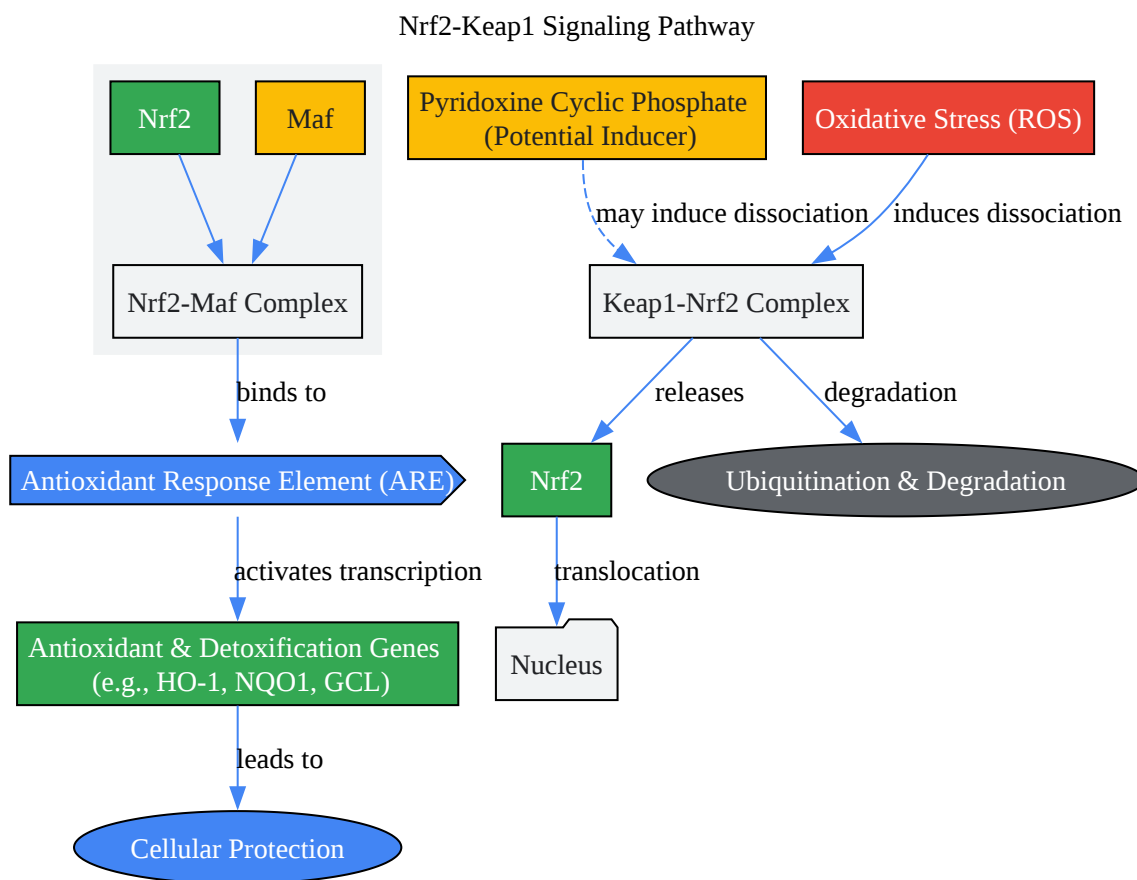 Nrf2-Keap1 Signaling Pathway
Nrf2
Maf
Pyridoxine Cyclic Phosphate
(Potential Inducer)
Oxidative Stress (ROS)
may induce dissociation
induces dissociation
Nrf2-Maf Complex
Keap1-Nrf2 Complex
binds to
releases
degradation
Antioxidant Response Element (ARE)
Nrf2
Ubiquitination & Degradation
activates transcription
translocation
Antioxidant & Detoxification Genes
(e.g., HO-1, NQO1, GCL)
Nucleus
leads to
Cellular Protection